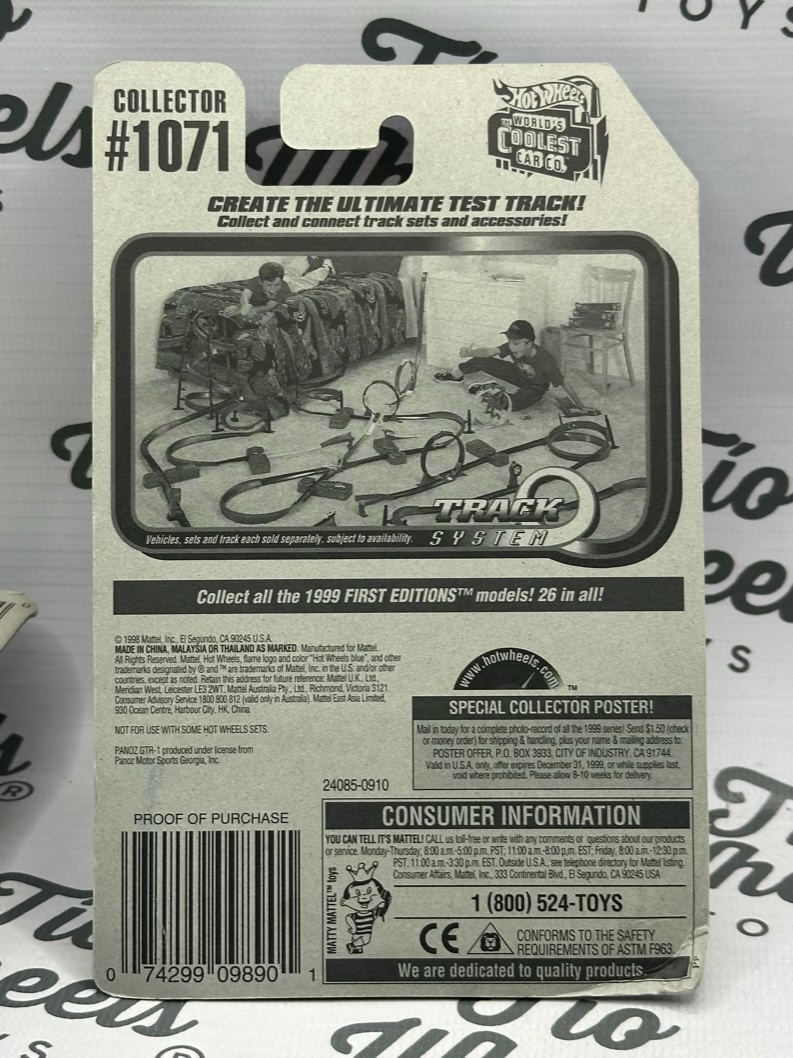 COLLECTOR
#1071
Hot Wheels
THE WORLD'S
COOLEST
CAR CO.™
CREATE THE ULTIMATE TEST TRACK!
Collect and connect track sets and accessories!
Vehicles, sets and track each sold separately, subject to availability.
TRACK
SYSTEM
Collect all the 1999 FIRST EDITIONS™ models! 26 in all!
© 1998 Mattel, Inc., El Segundo, CA 90245 U.S.A.
MADE IN CHINA, MALAYSIA OR THAILAND AS MARKED. Manufactured for Mattel.
All Rights Reserved. Mattel, Hot Wheels, flame logo and color "Hot Wheels blue", and other
trademarks designated by ® and ™ are trademarks of Mattel, Inc. in the U.S. and/or other
countries, except as noted. Retain this address for future reference: Mattel U.K., Ltd.,
Meridian West, Leicester LE3 2WT, Mattel Australia Pty., Ltd., Richmond, Victoria 3121.
Consumer Advisory Service 1800 800 812 (valid only in Australia). Mattel East Asia Limited,
930 Ocean Centre, Harbour City, HK, China.
NOT FOR USE WITH SOME HOT WHEELS SETS.
PANOZ GTR-1 produced under license from
Panoz Motor Sports Georgia, Inc.
24085-0910
www.hotwheels.com
™
SPECIAL COLLECTOR POSTER!
Mail in today for a complete photo-record of all the 1999 series! Send $1.50 (check
or money order) for shipping & handling, plus your name & mailing address to:
POSTER OFFER, P.O. BOX 3933, CITY OF INDUSTRY, CA 91744.
Valid in U.S.A. only, offer expires December 31, 1999, or while supplies last,
void where prohibited. Please allow 8-10 weeks for delivery.
PROOF OF PURCHASE
0 74299 09890 1
CONSUMER INFORMATION
YOU CAN TELL IT'S MATTEL! CALL us toll-free or write with any comments or questions about our products
or service. Monday-Thursday, 8:00 a.m.-5:00 p.m. PST; 11:00 a.m.-8:00 p.m. EST: Friday, 8:00 a.m.-12:30 p.m.
PST, 11:00 a.m.-3:30 p.m. EST. Outside U.S.A., see telephone directory for Mattel listing.
Consumer Affairs, Mattel, Inc., 333 Continental Blvd., El Segundo, CA 90245 USA
MATTY MATTEL™ toys
1 (800) 524-TOYS
CE
CONFORMS TO THE SAFETY
REQUIREMENTS OF ASTM F963.
We are dedicated to quality products.
PP